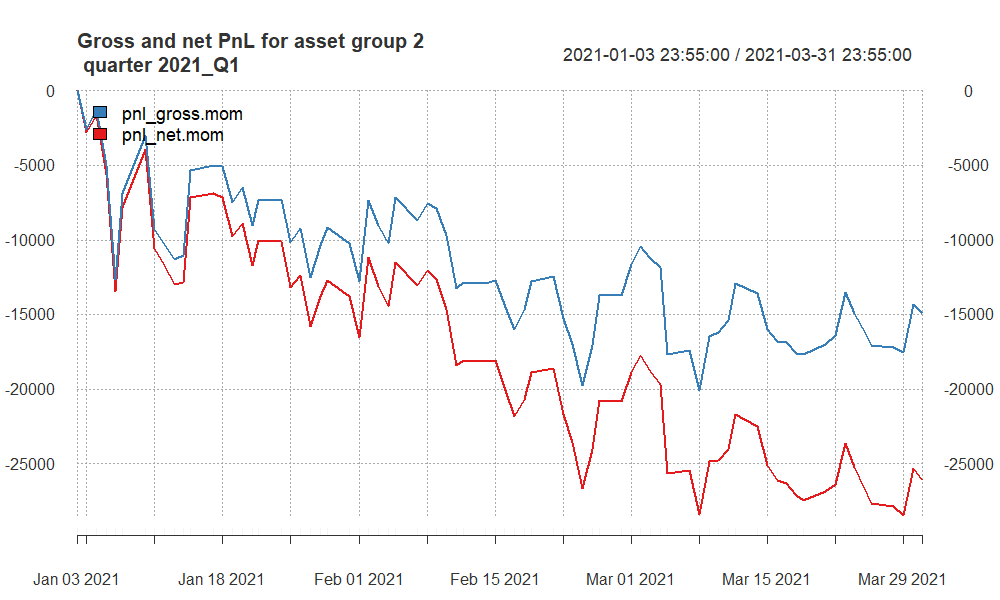 Gross and net PnL for asset group 2
quarter 2021_Q1
2021-01-03 23:55:00 / 2021-03-31 23:55:00
pnl_gross.mom
pnl_net.mom
0 0
-5000 -5000
-10000 -10000
-15000 -15000
-20000 -20000
-25000 -25000
Jan 03 2021 Jan 18 2021 Feb 01 2021 Feb 15 2021 Mar 01 2021 Mar 15 2021 Mar 29 2021